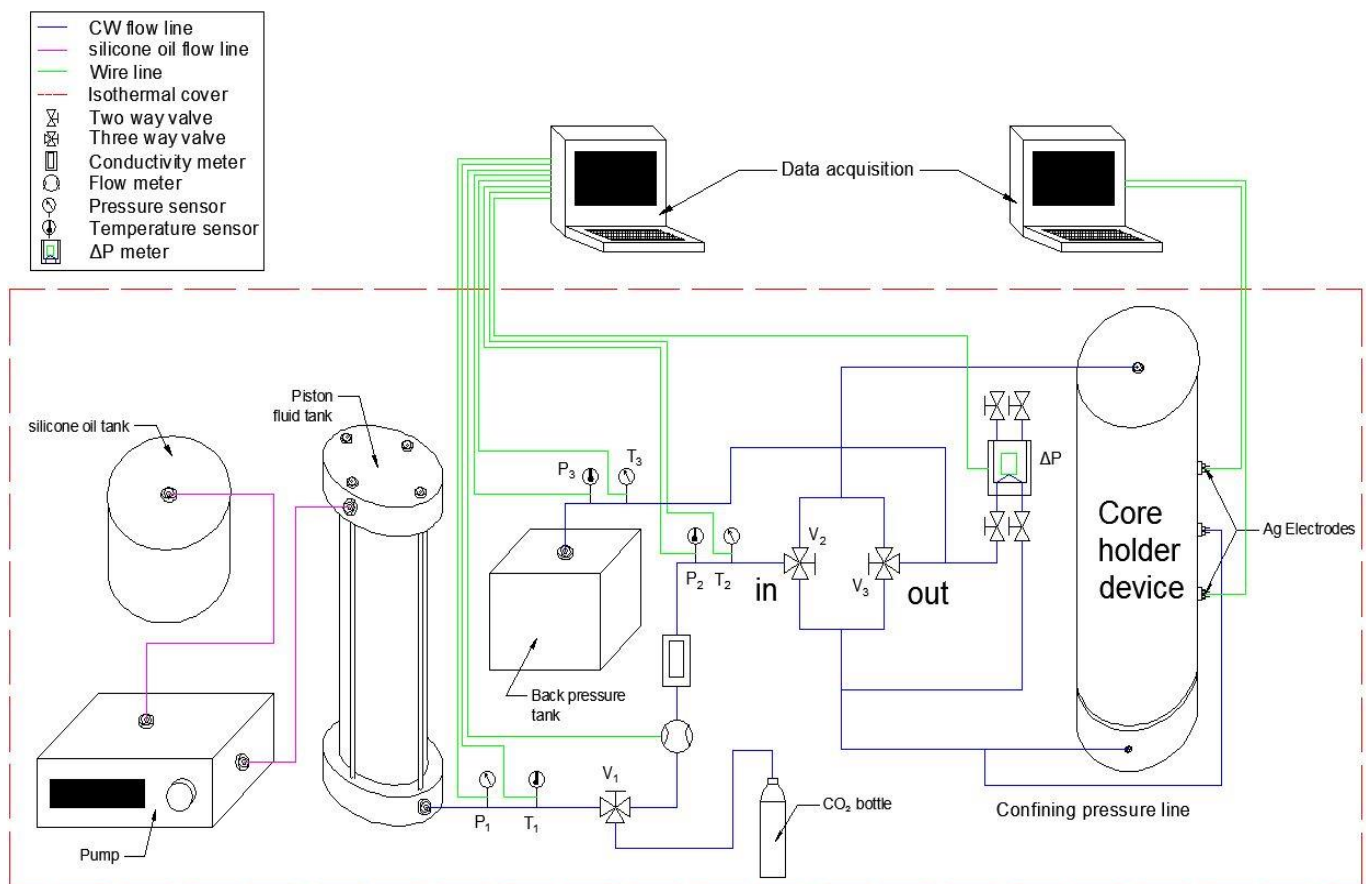 CW flow line
silicone oil flow line
Wire line
Isothermal cover
Two way valve
Three way valve
Conductivity meter
Flow meter
Pressure sensor
Temperature sensor
ΔP meter
Data acquisition
silicone oil tank
Piston
fluid tank
P3
T3
ΔP
Core
holder
device
Ag Electrodes
V2
P2
T2
in
V3
out
Back pressure
tank
V1
P1
T1
CO₂ bottle
Confining pressure line
Pump